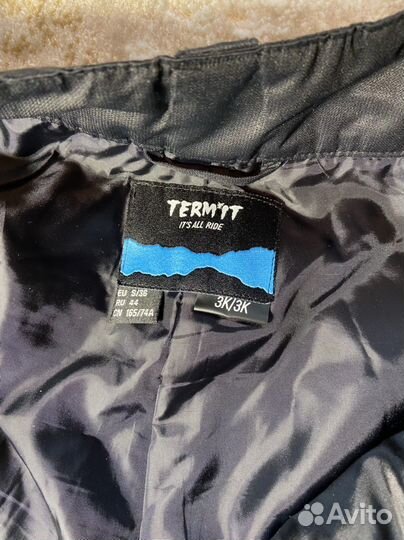 TERM*IT
IT'S ALL RIDE
EU S/36
RU 44
CN 165/74A
3K/3K
Avito